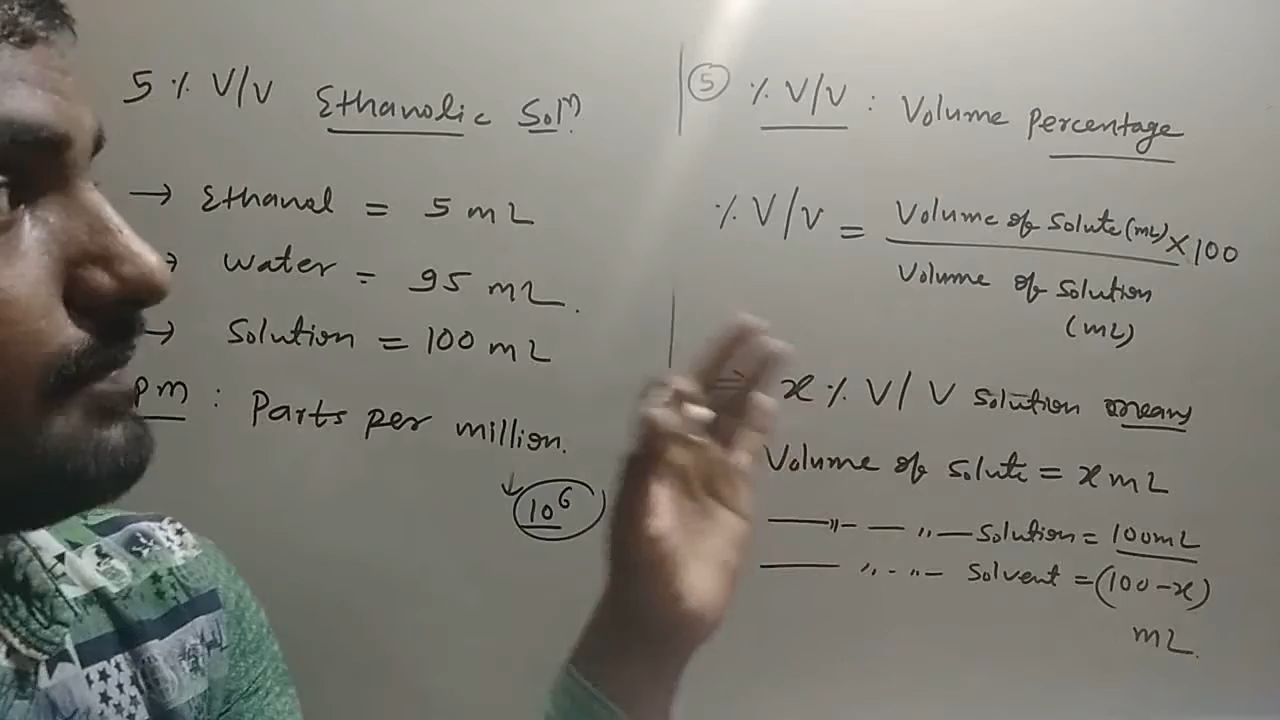 5 % V/V Ethanolic Solⁿ.
→ Ethanol = 5 mL
→ Water = 95 mL.
→ Solution = 100 mL
pm : Parts per million.
↓
10⁶
⑤ % V/V : Volume Percentage
% V/V = Volume of Solute (mL) × 100
Volume of Solution
(mL)
⇒ x % V/V Solution means
Volume of Solute = x mL
——〃– — 〃— Solution = 100 mL
—— 〃 - 〃 – Solvent = (100 - x)
mL.